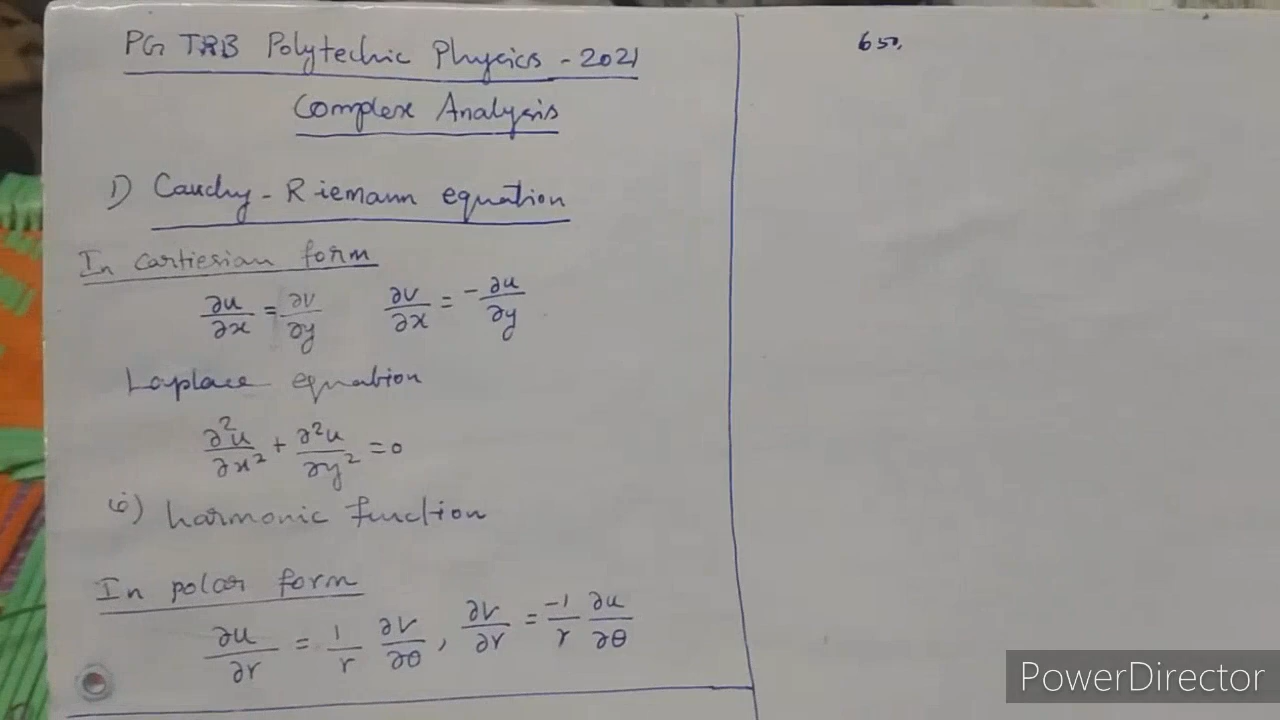 PG TRB Polytechnic Physics - 2021
Complex Analysis
1) Cauchy - Riemann equation
In cartiesian form
∂u/∂x = ∂v/∂y ∂v/∂x = -∂u/∂y
Laplace equation
∂²u/∂x² + ∂²u/∂y² = 0
harmonic function
In polar form
∂u/∂r = 1/r ∂v/∂θ, ∂v/∂r = -1/r ∂u/∂θ
PowerDirector